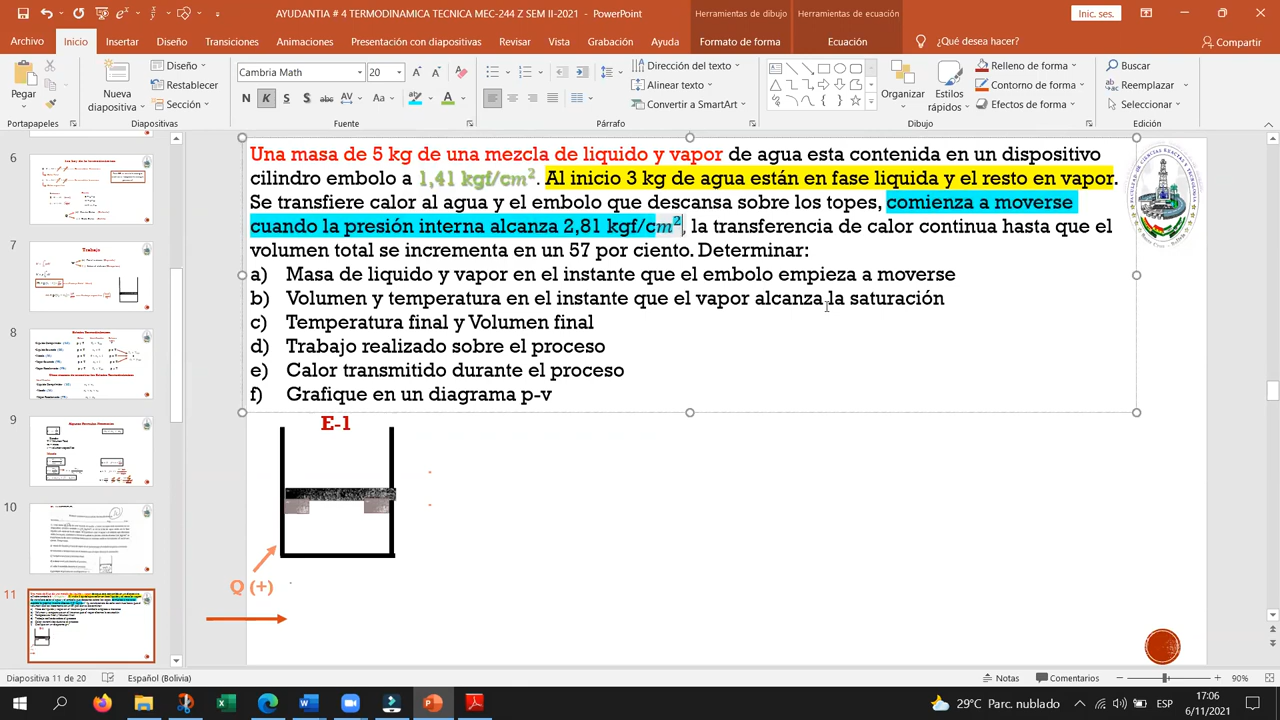 AYUDANTIA # 4 TERMODINAMICA TECNICA MEC-244 Z SEM II-2021 - PowerPoint
Herramientas de dibujo
Herramientas de ecuación
Inic. ses.
Archivo Inicio Insertar Diseño Transiciones Animaciones Presentación con diapositivas Revisar Vista Grabación Ayuda Formato de forma Ecuación ¿Qué desea hacer? Compartir
Pegar
Nueva diapositiva
Diseño
Restablecer
Sección
Cambria Math 20
N K S S abc AV Aa
Dirección del texto
Alinear texto
Convertir a SmartArt
Organizar
Estilos rápidos
Relleno de forma
Contorno de forma
Efectos de forma
Buscar
Reemplazar
Seleccionar
Portapapeles Diapositivas Fuente Párrafo Dibujo Edición
6
7
Trabajo
8
9
10
11
Una masa de 5 kg de una mezcla de liquido y vapor de agua esta contenida en un dispositivo
cilindro embolo a 1,41 kgf/cm². Al inicio 3 kg de agua están en fase liquida y el resto en vapor.
Se transfiere calor al agua y el embolo que descansa sobre los topes, comienza a moverse
cuando la presión interna alcanza 2,81 kgf/cm², la transferencia de calor continua hasta que el
volumen total se incrementa en un 57 por ciento. Determinar:
a) Masa de liquido y vapor en el instante que el embolo empieza a moverse
b) Volumen y temperatura en el instante que el vapor alcanza la saturación
c) Temperatura final y Volumen final
d) Trabajo realizado sobre el proceso
e) Calor transmitido durante el proceso
f) Grafique en un diagrama p-v
E-1
Q (+)
Diapositiva 11 de 20 Español (Bolivia) Notas Comentarios 90%
29°C Parc. nublado ESP 17:06
6/11/2021